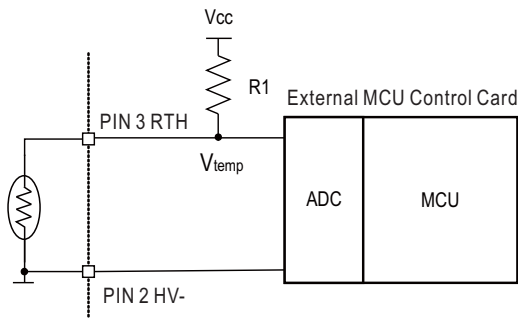 Vcc
R1
External MCU Control Card
PIN 3 RTH
Vtemp
ADC
MCU
PIN 2 HV-